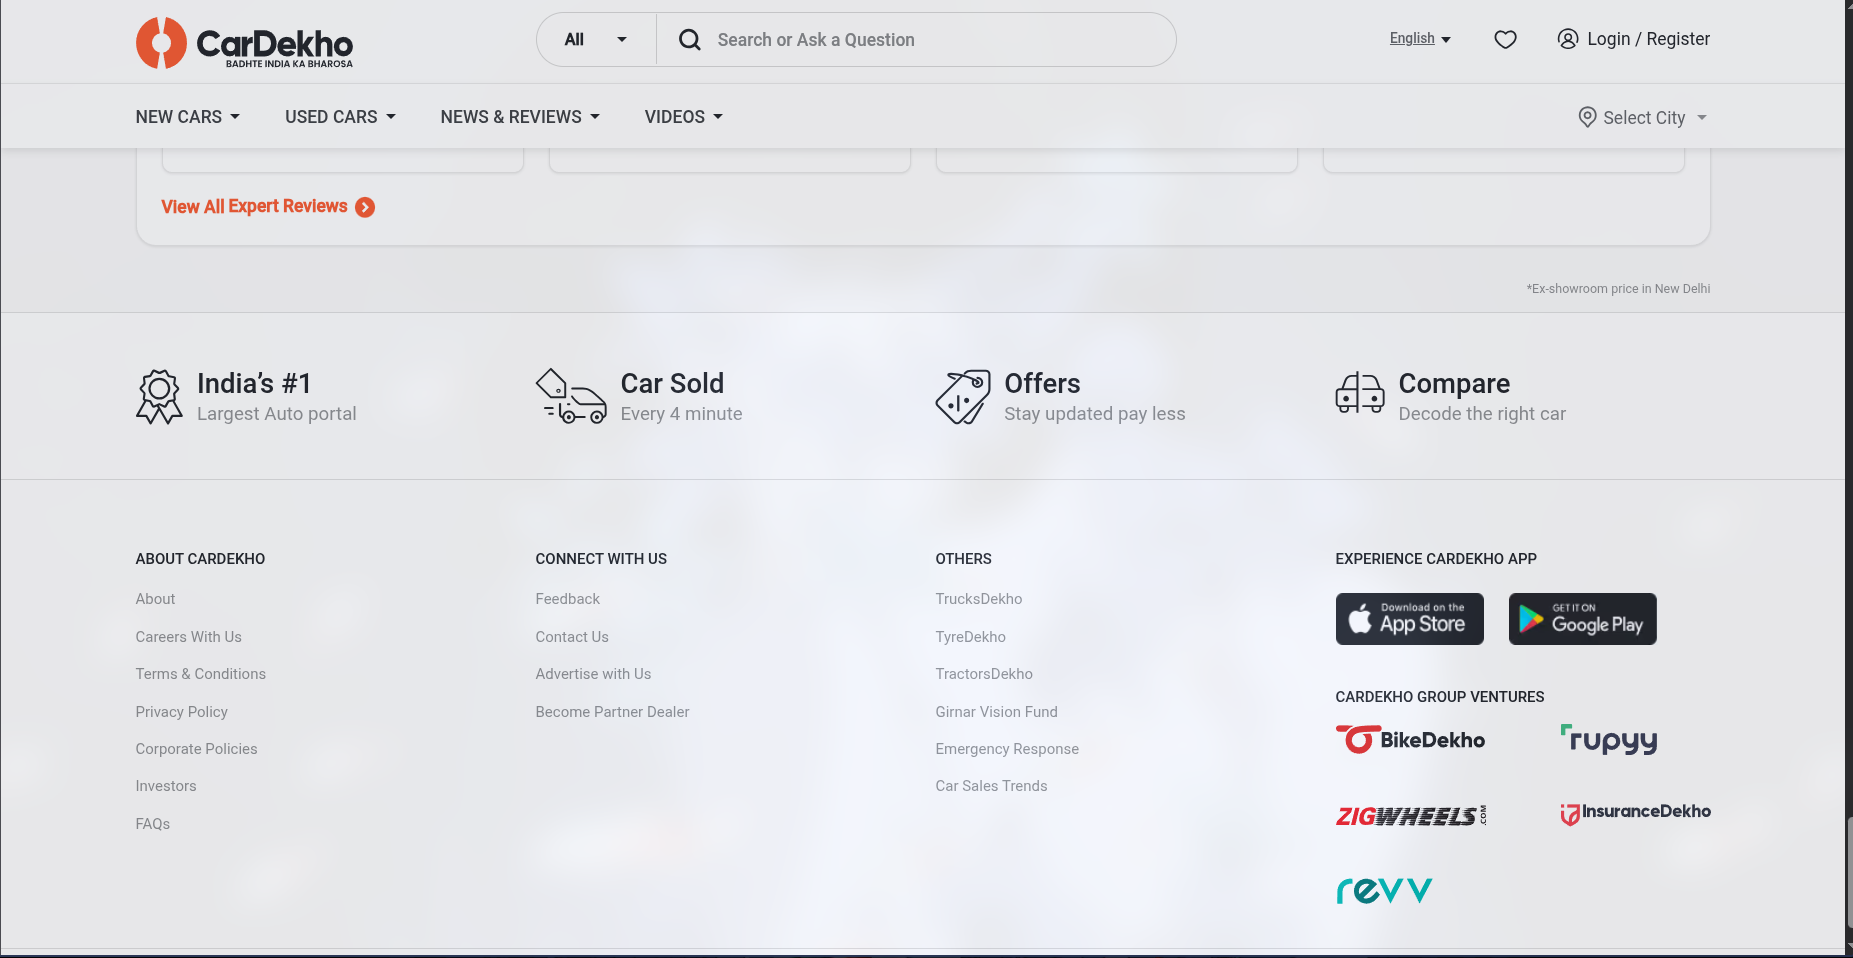 CarDekho
BADHTE INDIA KA BHAROSA
All
Search or Ask a Question
English
Login / Register
NEW CARS
USED CARS
NEWS & REVIEWS
VIDEOS
Select City
View All Expert Reviews
*Ex-showroom price in New Delhi
India’s #1
Largest Auto portal
Car Sold
Every 4 minute
Offers
Stay updated pay less
Compare
Decode the right car
ABOUT CARDEKHO
About
Careers With Us
Terms & Conditions
Privacy Policy
Corporate Policies
Investors
FAQs
CONNECT WITH US
Feedback
Contact Us
Advertise with Us
Become Partner Dealer
OTHERS
TrucksDekho
TyreDekho
TractorsDekho
Girnar Vision Fund
Emergency Response
Car Sales Trends
EXPERIENCE CARDEKHO APP
Download on the
App Store
GET IT ON
Google Play
CARDEKHO GROUP VENTURES
BikeDekho
rupyy
ZIGWHEELS.COM
InsuranceDekho
revv